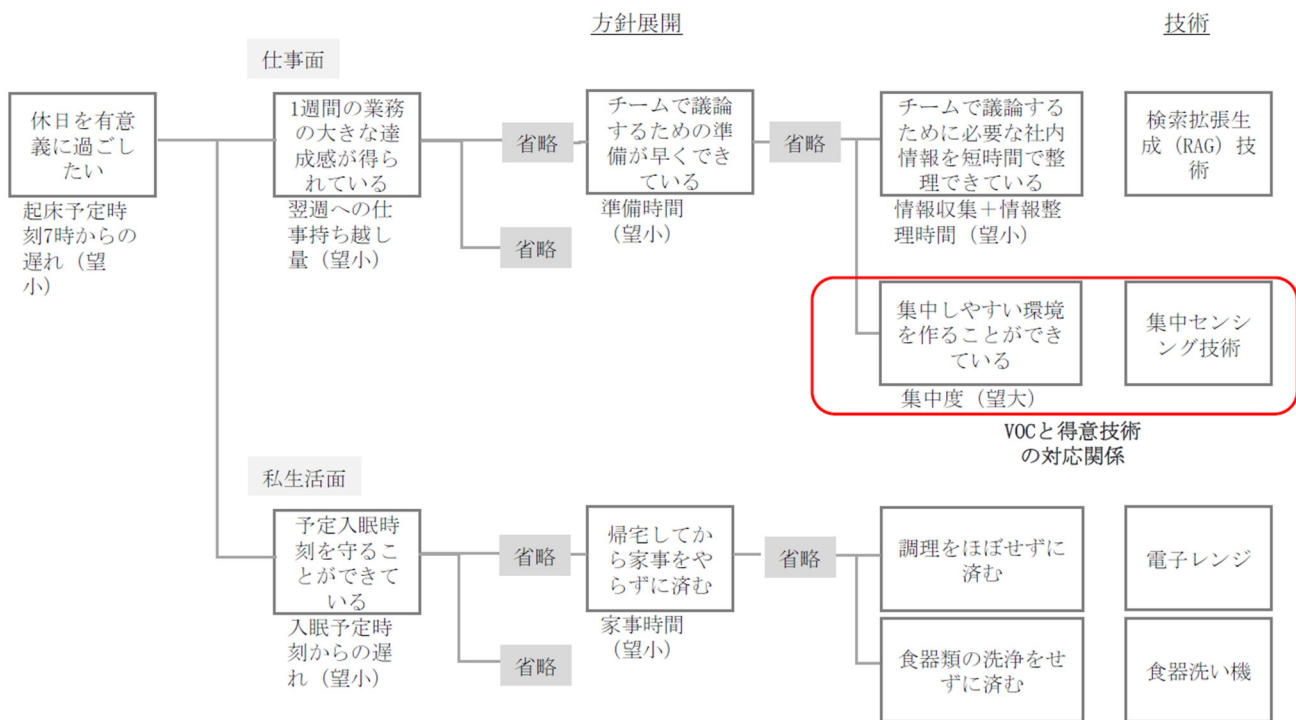 方針展開
技術
仕事面
休日を有意
義に過ごし
たい
起床予定時
刻7時からの
遅れ（望
小）
1週間の業務
の大きな達
成感が得ら
れている
翌週への仕
事持ち越し
量（望小）
省略
省略
チームで議論
するための準
備が早くでき
ている
準備時間
（望小）
省略
チームで議論する
ために必要な社内
情報を短時間で整
理できている
情報収集＋情報整
理時間（望小）
検索拡張生
成（RAG）技
術
集中しやすい環境
を作ることができ
ている
集中度（望大）
集中センシ
ング技術
VOCと得意技術
の対応関係
私生活面
予定入眠時
刻を守るこ
とができて
いる
入眠予定時
刻からの遅
れ（望小）
省略
省略
帰宅してか
ら家事をや
らずに済む
家事時間
（望小）
省略
調理をほぼせずに
済む
電子レンジ
食器類の洗浄をせ
ずに済む
食器洗い機